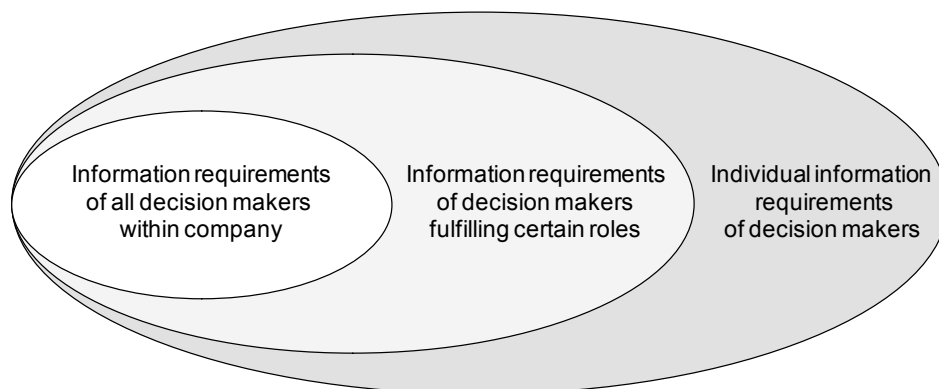 Information requirements
of all decision makers
within company
Information requirements
of decision makers
fulfilling certain roles
Individual information
requirements
of decision makers